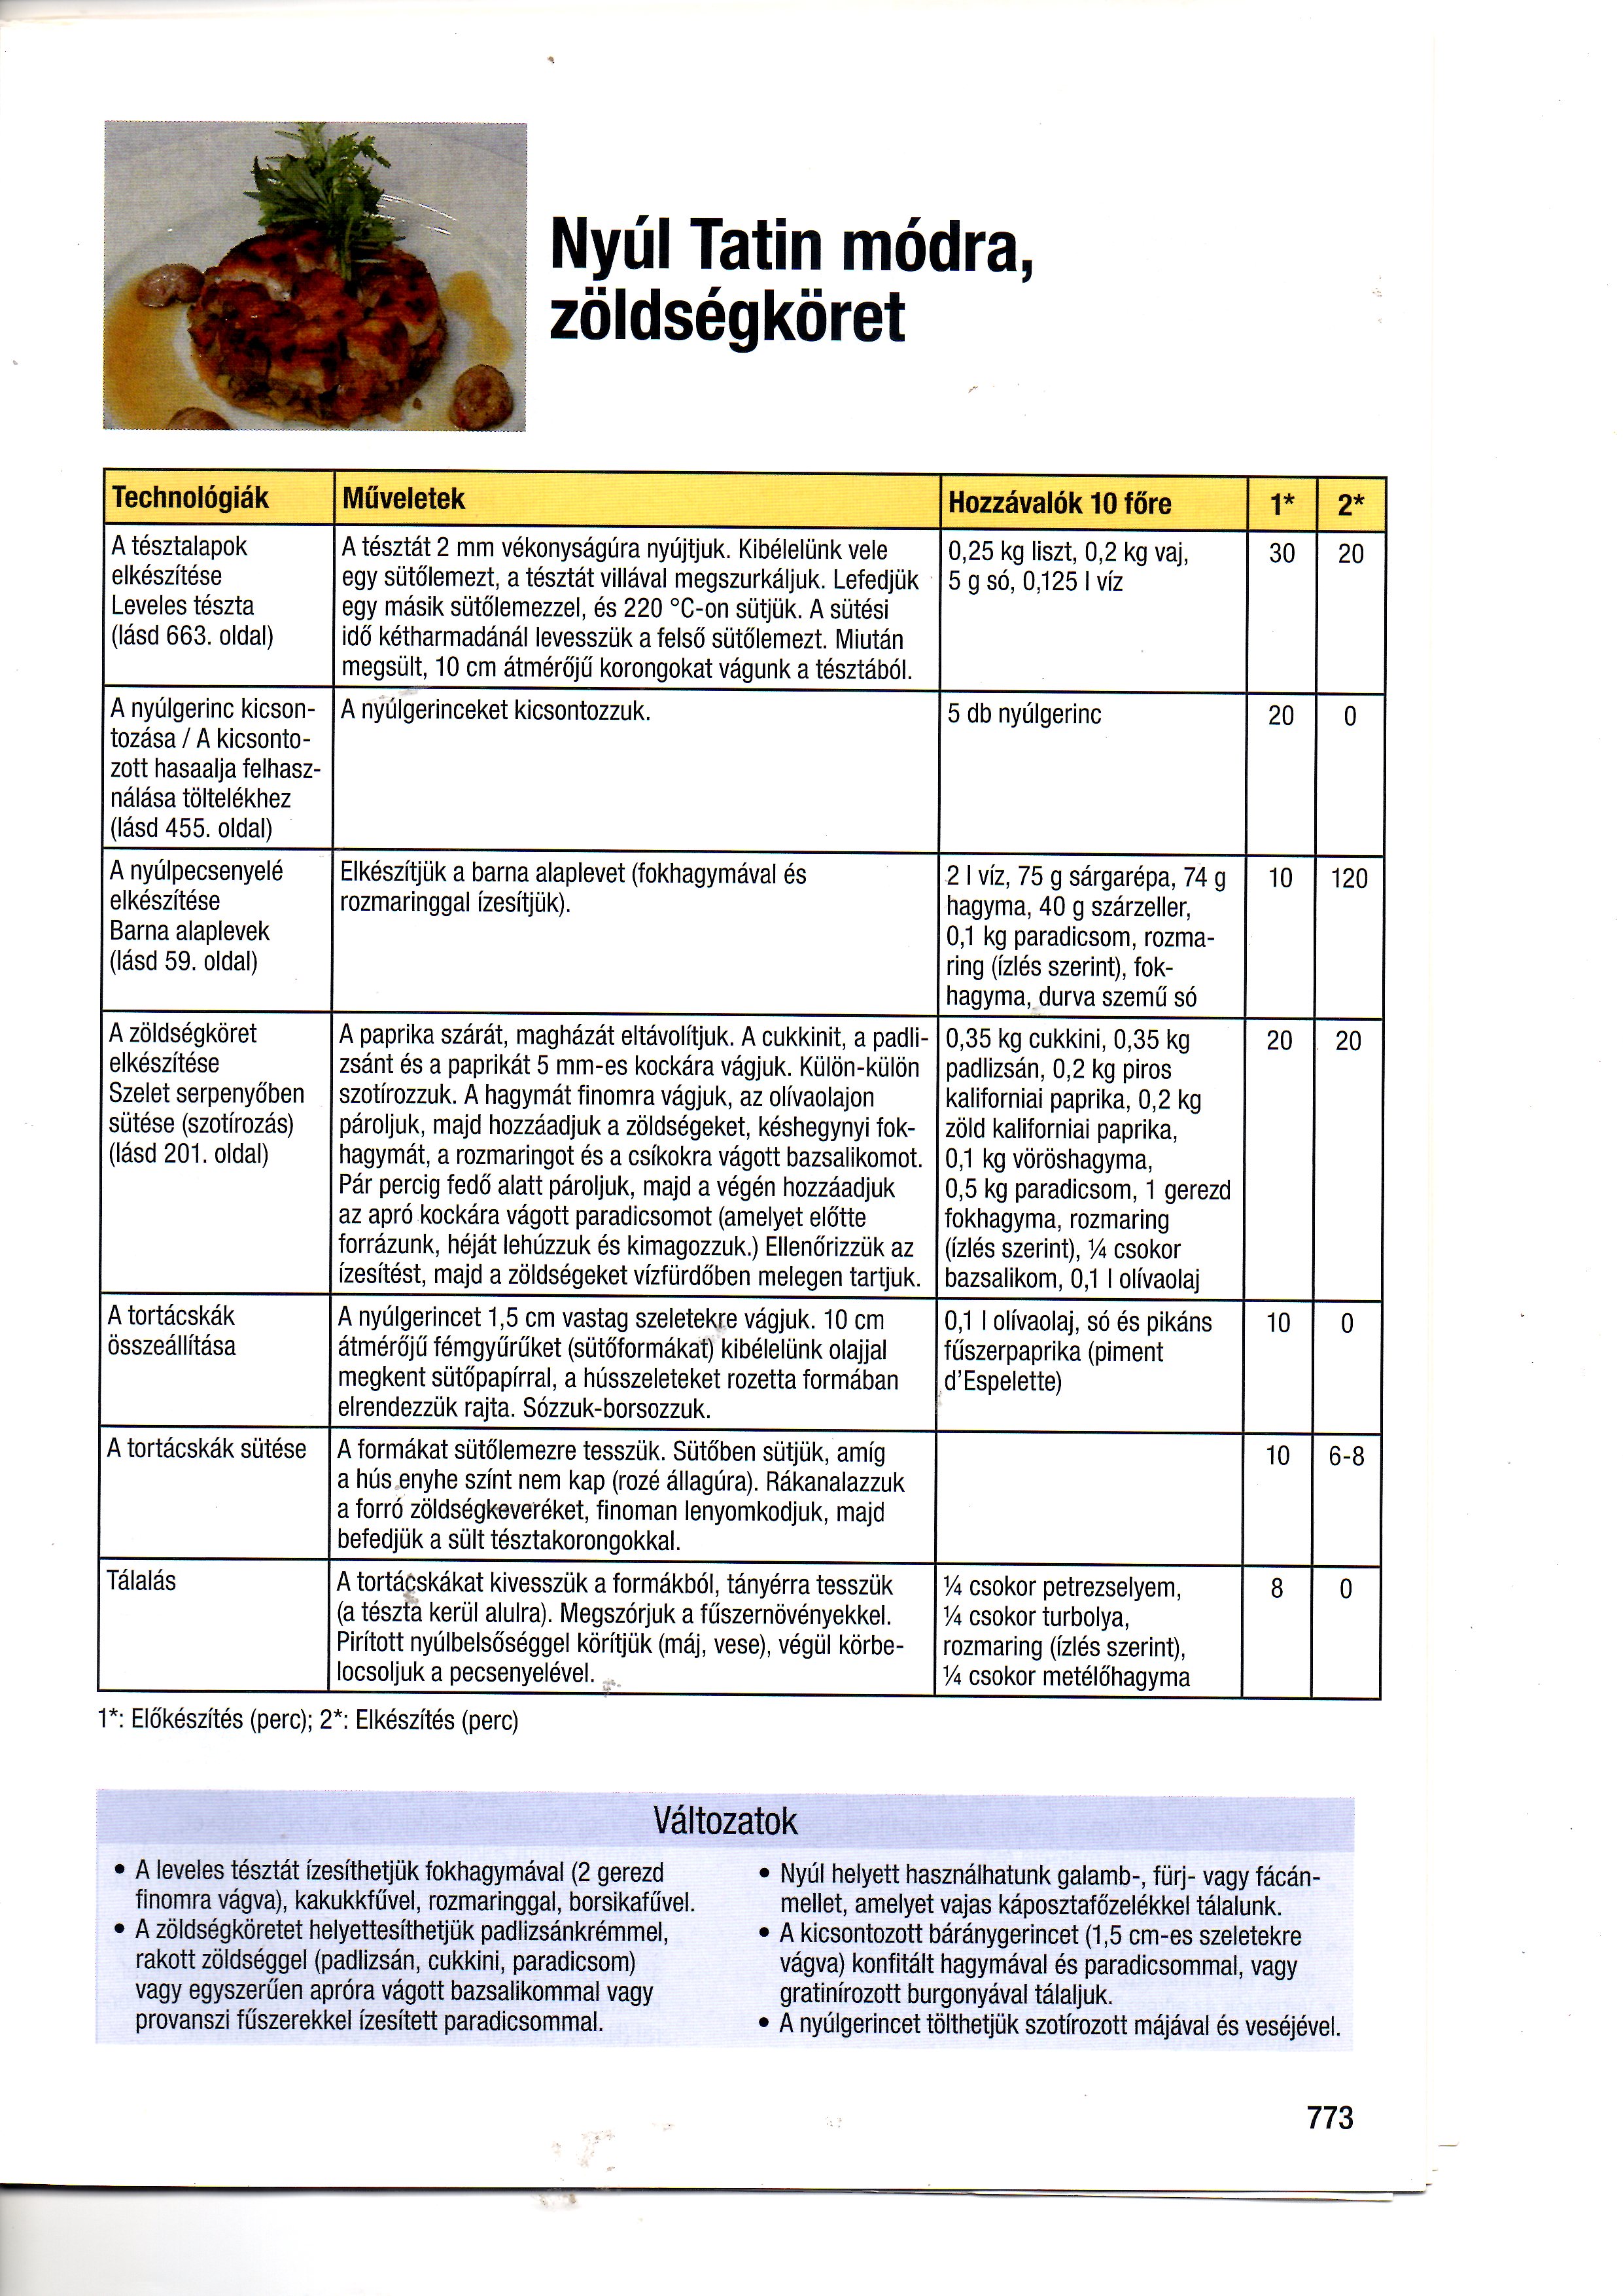 Nyúl Tatin módra,
zöldségköret
Technológiák
Műveletek
Hozzávalók 10 főre
1*
2*
A tésztalapok
elkészítése
Leveles tészta
(lásd 663. oldal)
A tésztát 2 mm vékonyságúra nyújtjuk. Kibélelünk vele
egy sütőlemezt, a tésztát villával megszurkáljuk. Lefedjük
egy másik sütőlemezzel, és 220 °C-on sütjük. A sütési
idő kétharmadánál levesszük a felső sütőlemezt. Miután
megsült, 10 cm átmérőjű korongokat vágunk a tésztából.
0,25 kg liszt, 0,2 kg vaj,
5 g só, 0,125 l víz
30
20
A nyúlgerinc kicson-
tozása / A kicsonto-
zott hasaalja felhasz-
nálása töltelékhez
(lásd 455. oldal)
A nyúlgerinceket kicsontozzuk.
5 db nyúlgerinc
20
0
A nyúlpecsenyelé
elkészítése
Barna alaplevek
(lásd 59. oldal)
Elkészítjük a barna alaplevet (fokhagymával és
rozmaringgal ízesítjük).
2 l víz, 75 g sárgarépa, 74 g
hagyma, 40 g szárzeller,
0,1 kg paradicsom, rozma-
ring (ízlés szerint), fok-
hagyma, durva szemű só
10
120
A zöldségköret
elkészítése
Szelet serpenyőben
sütése (szotírozás)
(lásd 201. oldal)
A paprika szárát, magházát eltávolítjuk. A cukkinit, a padli-
zsánt és a paprikát 5 mm-es kockára vágjuk. Külön-külön
szotírozzuk. A hagymát finomra vágjuk, az olívaolajon
pároljuk, majd hozzáadjuk a zöldségeket, késhegynyi fok-
hagymát, a rozmaringot és a csíkokra vágott bazsalikomot.
Pár percig fedő alatt pároljuk, majd a végén hozzáadjuk
az apró kockára vágott paradicsomot (amelyet előtte
forrázunk, héját lehúzzuk és kimagozzuk.) Ellenőrizzük az
ízesítést, majd a zöldségeket vízfürdőben melegen tartjuk.
0,35 kg cukkini, 0,35 kg
padlizsán, 0,2 kg piros
kaliforniai paprika, 0,2 kg
zöld kaliforniai paprika,
0,1 kg vöröshagyma,
0,5 kg paradicsom, 1 gerezd
fokhagyma, rozmaring
(ízlés szerint), ¼ csokor
bazsalikom, 0,1 l olívaolaj
20
20
A tortácskák
összeállítása
A nyúlgerincet 1,5 cm vastag szeletekre vágjuk. 10 cm
átmérőjű fémgyűrűket (sütőformákat) kibélelünk olajjal
megkent sütőpapírral, a hússzeleteket rozetta formában
elrendezzük rajta. Sózzuk-borsozzuk.
0,1 l olívaolaj, só és pikáns
fűszerpaprika (piment
d'Espelette)
10
0
A tortácskák sütése
A formákat sütőlemezre tesszük. Sütőben sütjük, amíg
a hús enyhe színt nem kap (rozé állagúra). Rákanalazzuk
a forró zöldségkeveréket, finoman lenyomkodjuk, majd
befedjük a sült tésztakorongokkal.
10
6-8
Tálalás
A tortácskákat kivesszük a formákból, tányérra tesszük
(a tészta kerül alulra). Megszórjuk a fűszernövényekkel.
Pirított nyúlbelsőséggel körítjük (máj, vese), végül körbe-
locsoljuk a pecsenyelével.
¼ csokor petrezselyem,
¼ csokor turbolya,
rozmaring (ízlés szerint),
¼ csokor metélőhagyma
8
0
1*: Előkészítés (perc); 2*: Elkészítés (perc)
Változatok
• A leveles tésztát ízesíthetjük fokhagymával (2 gerezd
finomra vágva), kakukkfűvel, rozmaringgal, borsikafűvel.
• A zöldségköretet helyettesíthetjük padlizsánkrémmel,
rakott zöldséggel (padlizsán, cukkini, paradicsom)
vagy egyszerűen apróra vágott bazsalikommal vagy
provanszi fűszerekkel ízesített paradicsommal.
• Nyúl helyett használhatunk galamb-, fürj- vagy fácán-
mellet, amelyet vajas káposztafőzelékkel tálalunk.
• A kicsontozott báránygerincet (1,5 cm-es szeletekre
vágva) konfitált hagymával és paradicsommal, vagy
gratinírozott burgonyával tálaljuk.
• A nyúlgerincet tölthetjük szotírozott májával és veséjével.
773